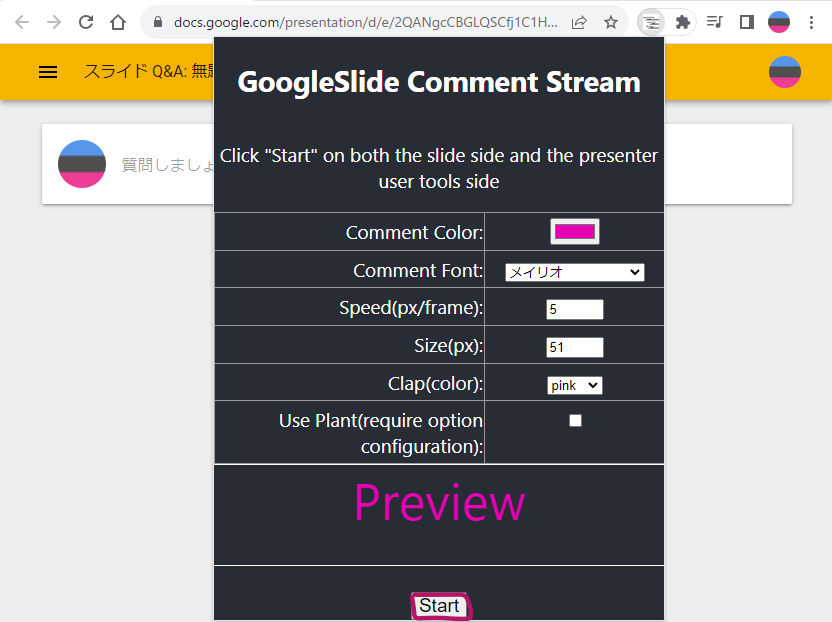 docs.google.com/presentation/d/e/2QANgcCBGLQSCfj1C1H...
スライド Q&A: 無題
質問しましょ
GoogleSlide Comment Stream
Click "Start" on both the slide side and the presenter
user tools side
Comment Color:
Comment Font: メイリオ
Speed(px/frame): 5
Size(px): 51
Clap(color): pink
Use Plant(require option
configuration):
Preview
Start